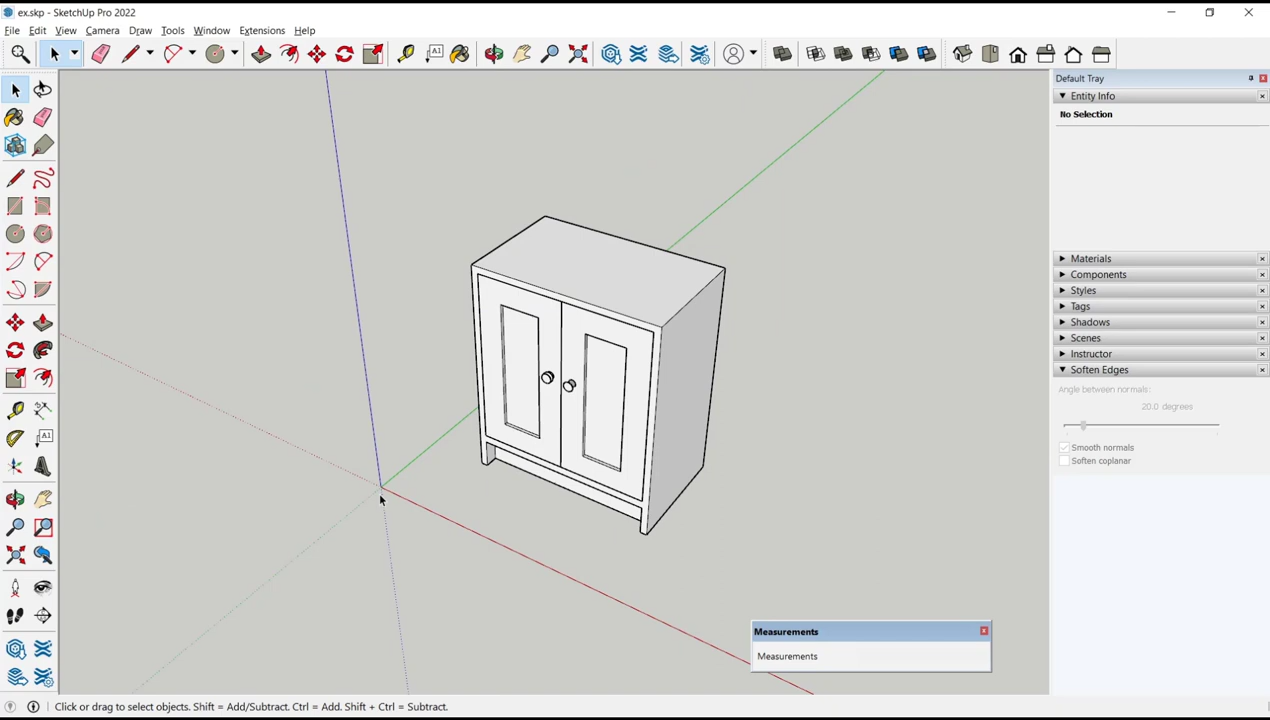 ex.skp - SketchUp Pro 2022
File Edit View Camera Draw Tools Window Extensions Help
A1
Default Tray
Entity Info
No Selection
Materials
Components
Styles
Tags
Shadows
Scenes
Instructor
Soften Edges
Angle between normals:
20.0 degrees
Smooth normals
Soften coplanar
A1
Measurements
Measurements
Click or drag to select objects. Shift = Add/Subtract. Ctrl = Add. Shift + Ctrl = Subtract.